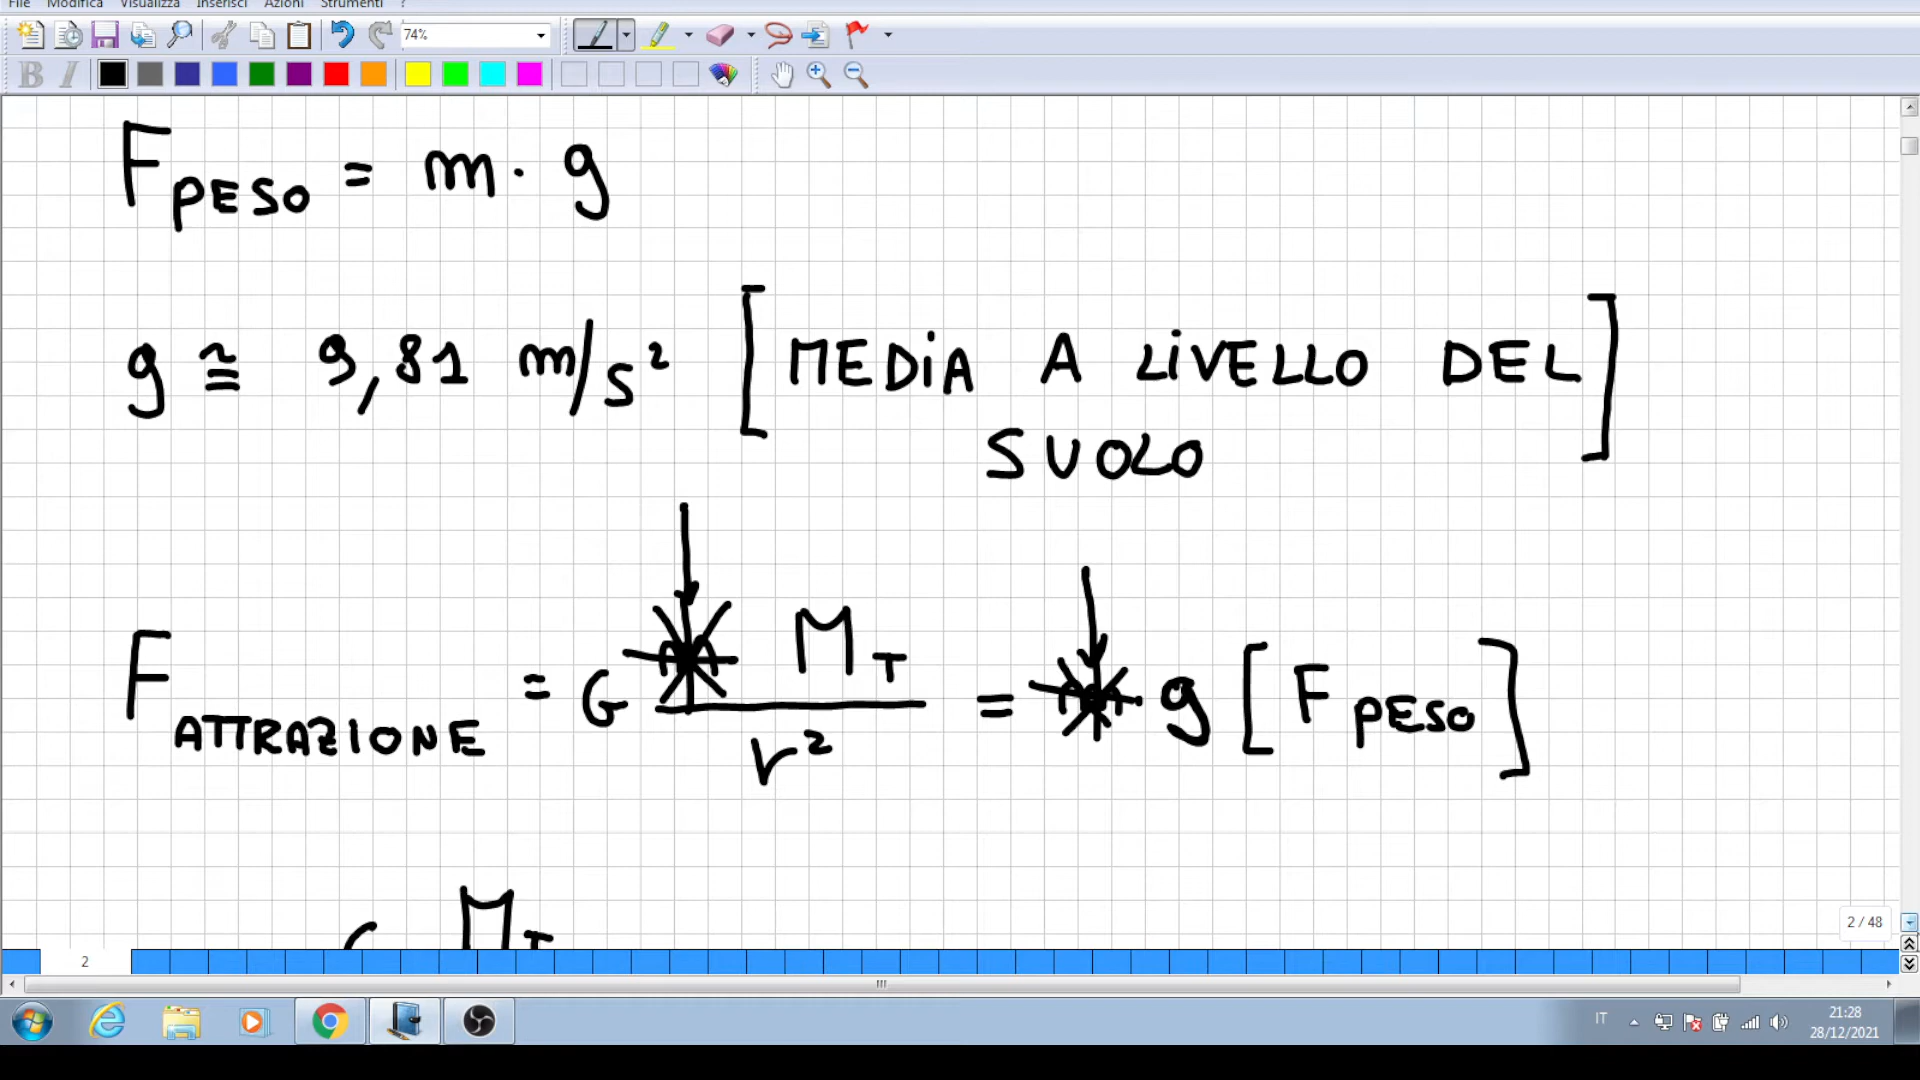 File Modifica Visualizza Inserisci Azioni Strumenti ?
74%
B I
F PESO = m · g
g ≅ 9,81 m/s² [MEDIA A LIVELLO DEL
SUOLO]
F ATTRAZIONE = G m M T / r² = m g [F PESO]
G M T
2 / 48
2
IT
21:28
28/12/2021